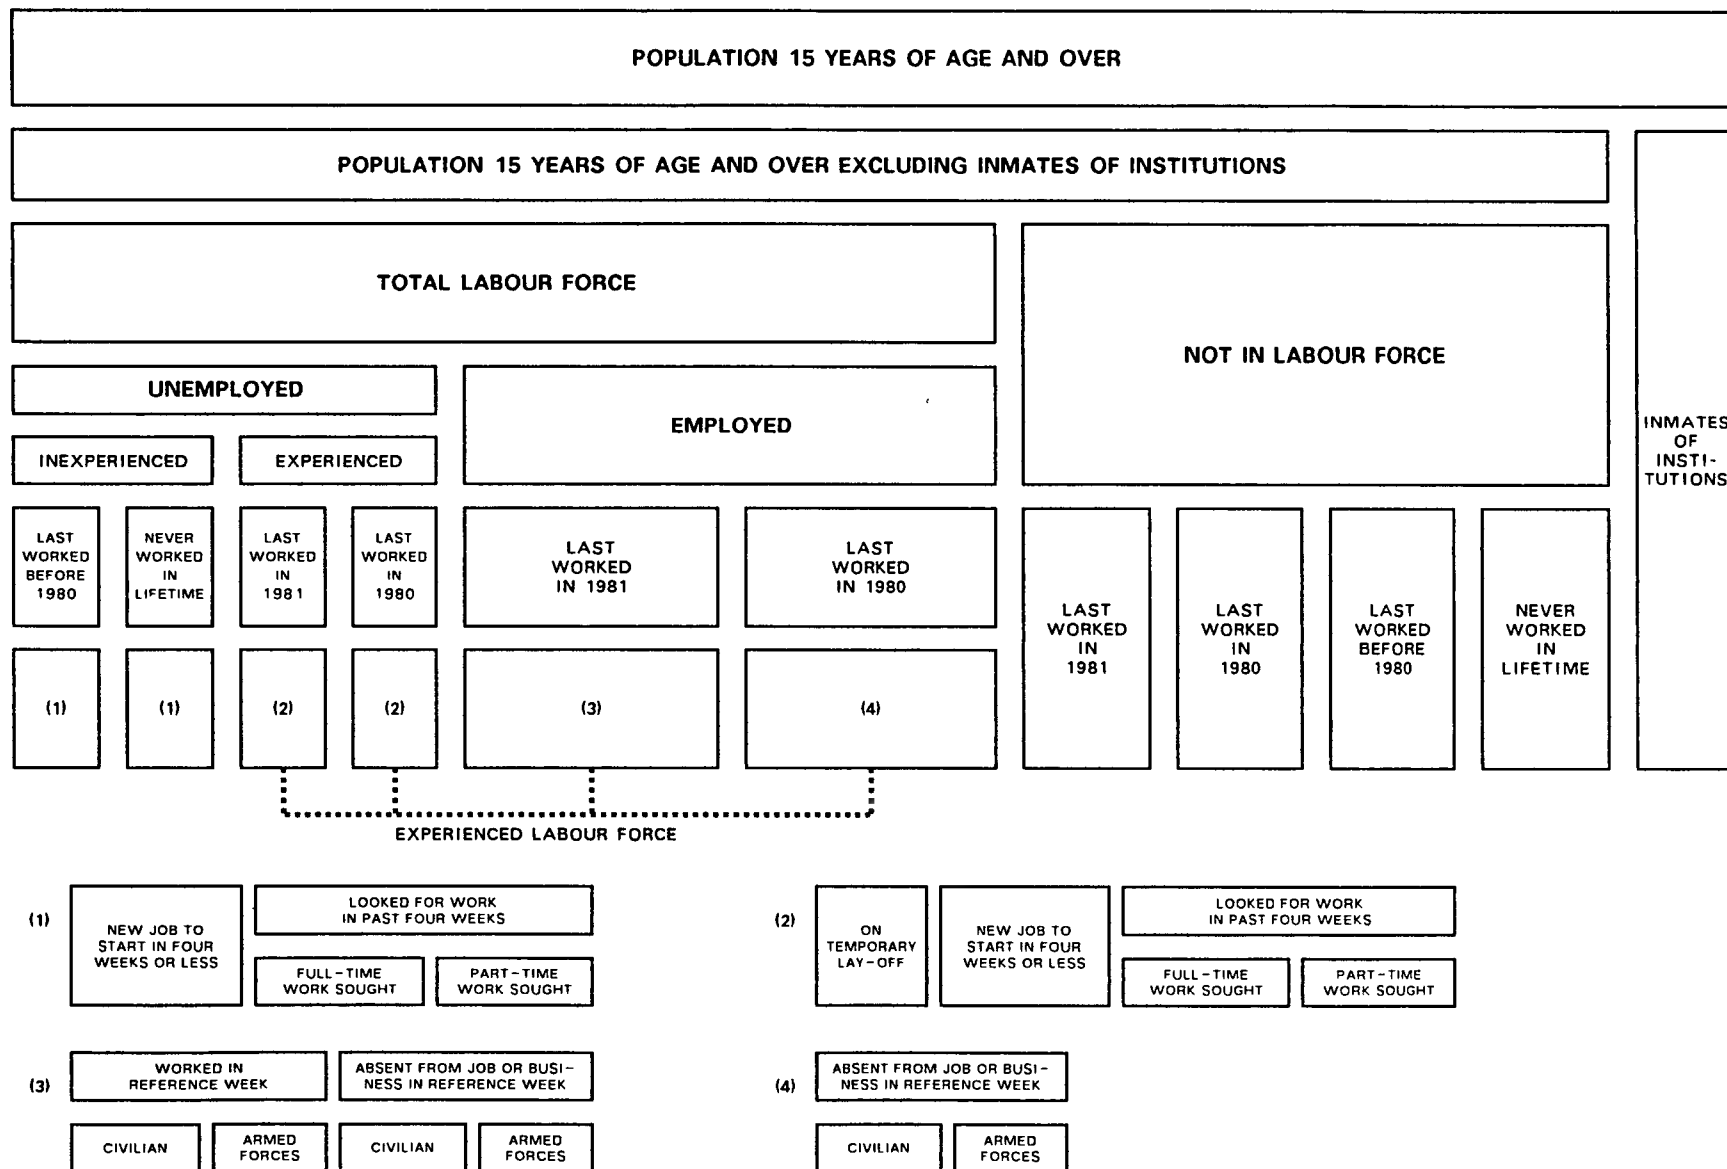 POPULATION 15 YEARS OF AGE AND OVER
POPULATION 15 YEARS OF AGE AND OVER EXCLUDING INMATES OF INSTITUTIONS
TOTAL LABOUR FORCE
NOT IN LABOUR FORCE
INMATES
OF
INSTI-
TUTIONS
UNEMPLOYED
EMPLOYED
INEXPERIENCED
EXPERIENCED
LAST
WORKED
BEFORE
1980
NEVER
WORKED
IN
LIFETIME
LAST
WORKED
IN
1981
LAST
WORKED
IN
1980
LAST
WORKED
IN 1981
LAST
WORKED
IN 1980
LAST
WORKED
IN
1981
LAST
WORKED
IN
1980
LAST
WORKED
BEFORE
1980
NEVER
WORKED
IN
LIFETIME
(1)
(1)
(2)
(2)
(3)
(4)
EXPERIENCED LABOUR FORCE
(1)
NEW JOB TO
START IN FOUR
WEEKS OR LESS
LOOKED FOR WORK
IN PAST FOUR WEEKS
FULL-TIME
WORK SOUGHT
PART-TIME
WORK SOUGHT
(2)
ON
TEMPORARY
LAY-OFF
NEW JOB TO
START IN FOUR
WEEKS OR LESS
LOOKED FOR WORK
IN PAST FOUR WEEKS
FULL-TIME
WORK SOUGHT
PART-TIME
WORK SOUGHT
(3)
WORKED IN
REFERENCE WEEK
ABSENT FROM JOB OR BUSI-
NESS IN REFERENCE WEEK
CIVILIAN
ARMED
FORCES
CIVILIAN
ARMED
FORCES
(4)
ABSENT FROM JOB OR BUSI-
NESS IN REFERENCE WEEK
CIVILIAN
ARMED
FORCES